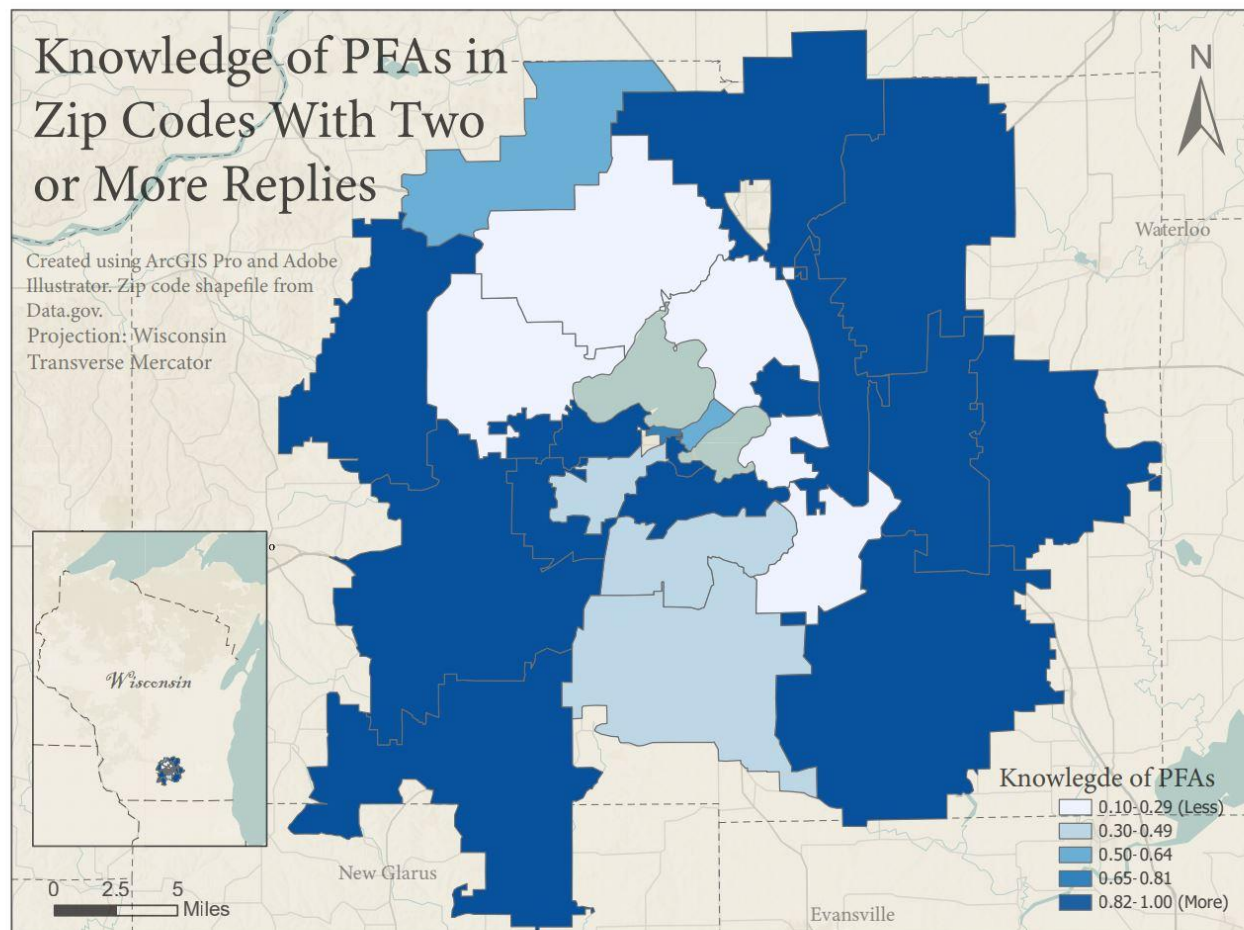 Knowledge of PFAs in
Zip Codes With Two
or More Replies
Created using ArcGIS Pro and Adobe
Illustrator. Zip code shapefile from
Data.gov.
Projection: Wisconsin
Transverse Mercator
N
Waterloo
Wisconsin
New Glarus
Evansville
0 2.5 5
Miles
Knowlegde of PFAs
0.10-0.29 (Less)
0.30-0.49
0.50-0.64
0.65-0.81
0.82-1.00 (More)